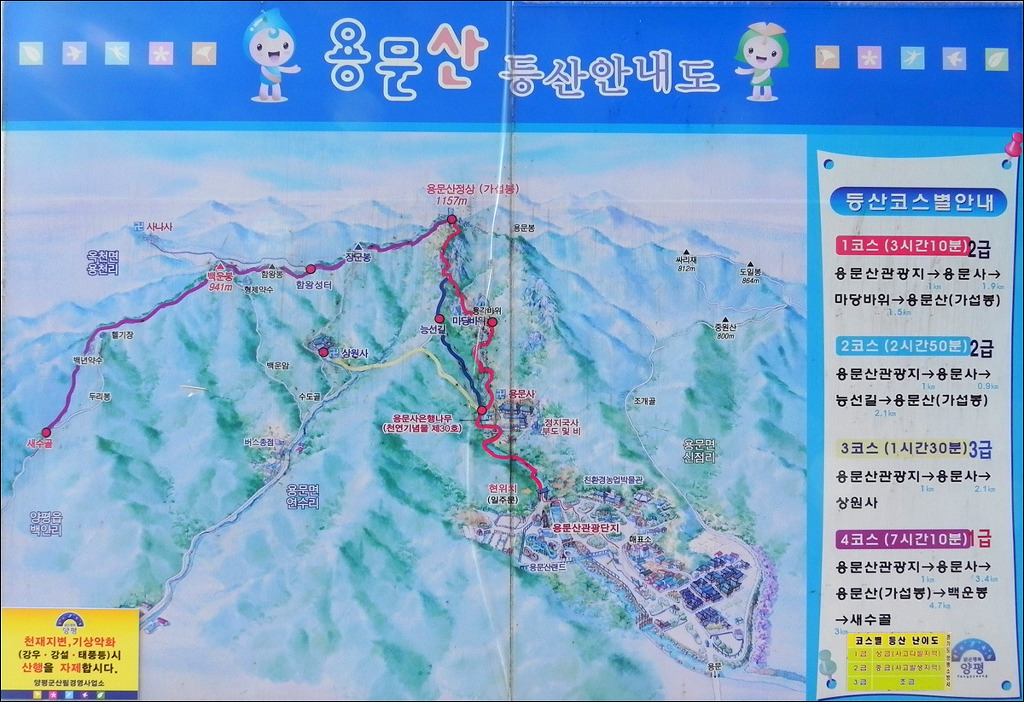 용문산 등산안내도
용문산정상 (가섭봉)
1157m
용문봉
사나사
옥천면
용천리
백운봉
941m
함왕봉
형제약수
함왕성터
장군봉
싸리재
812m
도일봉
864m
중원산
800m
용각바위
마당바위
능선길
헬기장
백년약수
두리봉
새수골
상원사
백운암
수도골
버스종점
용문면
연수리
양평읍
백안리
용문사
용문사은행나무
(천연기념물 제30호)
정지국사
부도 및 비
조개골
용문면
신점리
현위치
(일주문)
친환경농업박물관
용문산관광단지
매표소
용문산랜드
용문
등산코스별안내
1코스 (3시간10분) 2급
용문산관광지→용문사→
1km 1.9km
마당바위→용문산(가섭봉)
1.5km
2코스 (2시간50분) 2급
용문산관광지→용문사→
1km 0.9km
능선길→용문산(가섭봉)
2.1km
3코스 (1시간30분) 3급
용문산관광지→용문사→
1km 2.1km
상원사
4코스 (7시간10분) 1급
용문산관광지→용문사→
1km 3.4km
용문산(가섭봉)→백운봉
4.7km
→새수골
3km
코스별 등산 난이도
1급 상급(사고다발지역)
2급 중급(사고발생지역)
3급 초급
양평
양평
천재지변,기상악화
(강우·강설·태풍등)시
산행을 자제합시다.
양평군산림경영사업소